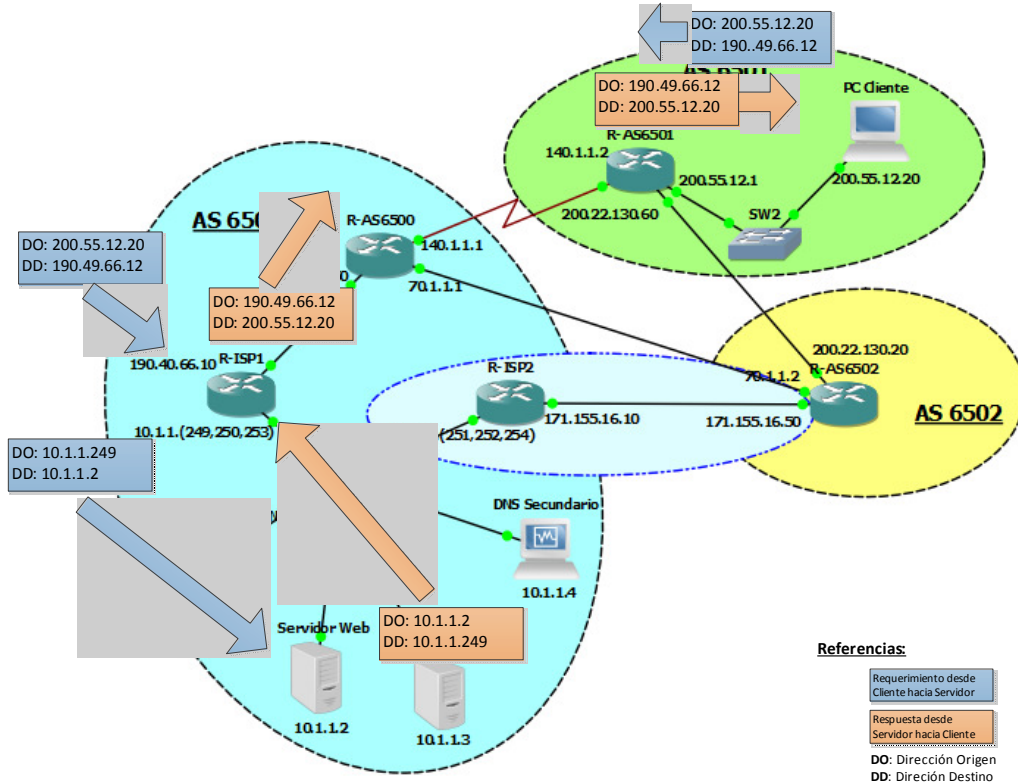 DO: 200.55.12.20
DD: 190..49.66.12
AS 6501
DO: 190.49.66.12
DD: 200.55.12.20
PC Cliente
R-AS6501
140.1.1.2
200.55.12.1
200.55.12.20
200.22.130.60
SW2
AS 650
R-AS6500
140.1.1.1
70.1.1.1
DO: 200.55.12.20
DD: 190.49.66.12
DO: 190.49.66.12
DD: 200.55.12.20
190.40.66.10
R-ISP1
10.1.1.(249,250,253)
R-ISP2
171.155.16.10
(251,252,254)
200.22.130.20
R-AS6502
70.1.1.2
171.155.16.50
AS 6502
DO: 10.1.1.249
DD: 10.1.1.2
DNS Secundario
10.1.1.4
DO: 10.1.1.2
DD: 10.1.1.249
Servidor Web
10.1.1.2
10.1.1.3
Referencias:
Requerimiento desde
Cliente hacia Servidor
Respuesta desde
Servidor hacia Cliente
DO: Dirección Origen
DD: Direción Destino